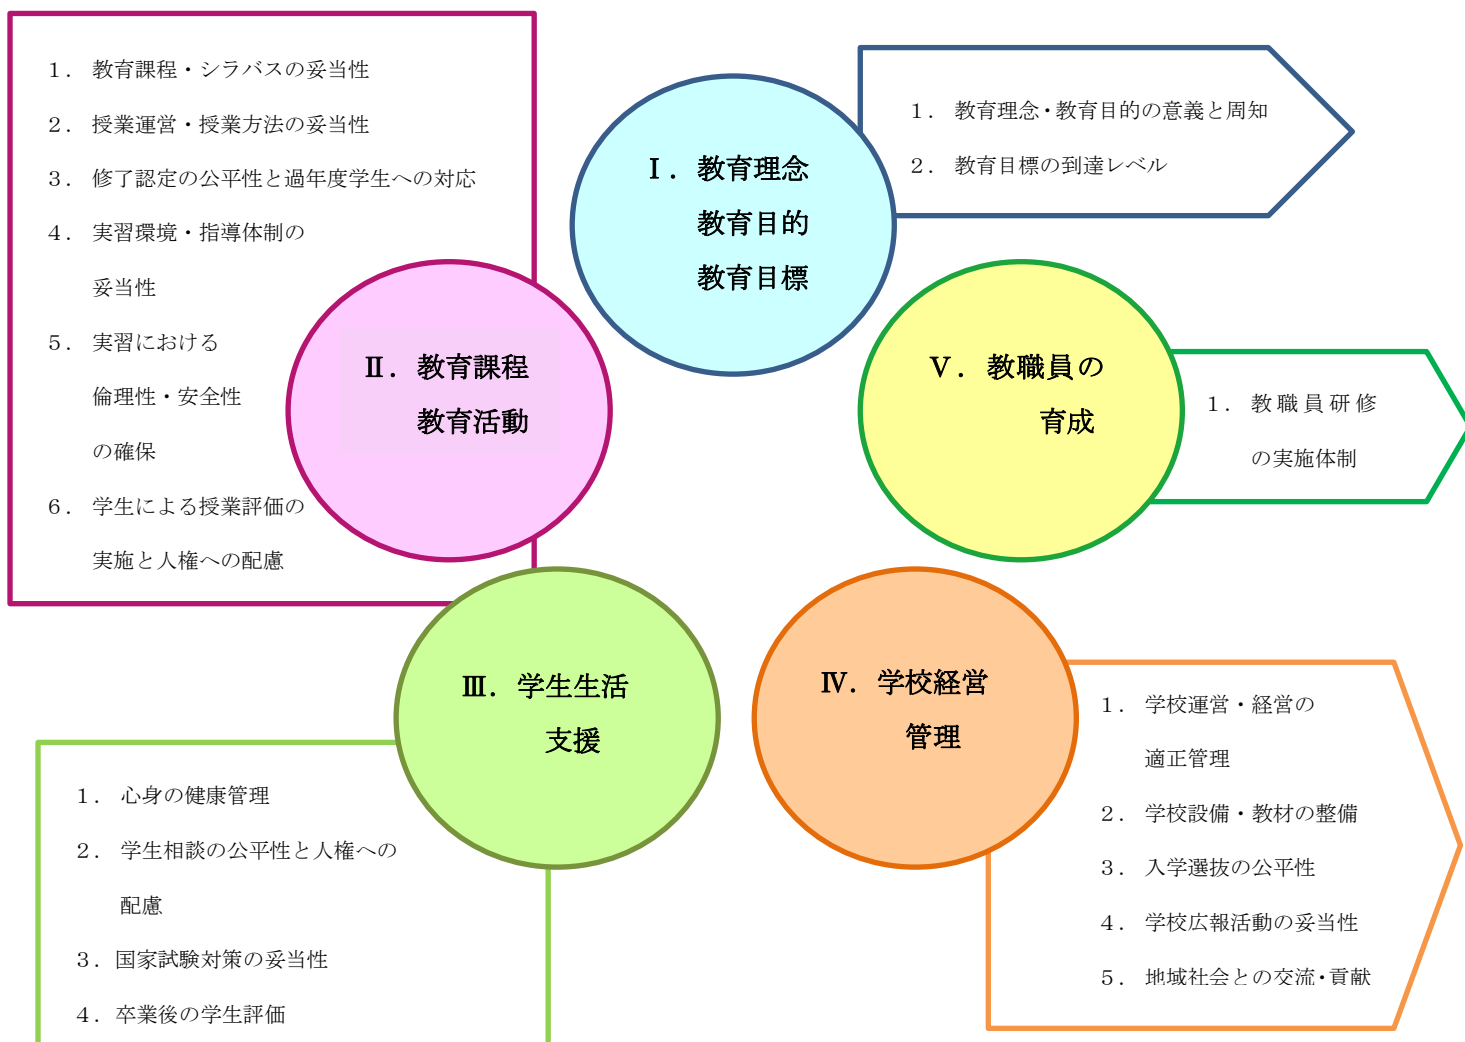 Ⅰ．教育理念
教育目的
教育目標
１．教育理念・教育目的の意義と周知
２．教育目標の到達レベル
Ⅱ．教育課程
教育活動
１．教育課程・シラバスの妥当性
２．授業運営・授業方法の妥当性
３．修了認定の公平性と過年度学生への対応
４．実習環境・指導体制の
妥当性
５．実習における
倫理性・安全性
の確保
６．学生による授業評価の
実施と人権への配慮
Ⅲ．学生生活
支援
１．心身の健康管理
２．学生相談の公平性と人権への
配慮
３．国家試験対策の妥当性
４．卒業後の学生評価
Ⅳ．学校経営
管理
１．学校運営・経営の
適正管理
２．学校設備・教材の整備
３．入学選抜の公平性
４．学校広報活動の妥当性
５．地域社会との交流・貢献
Ⅴ．教職員の
育成
１．教職員研修
の実施体制